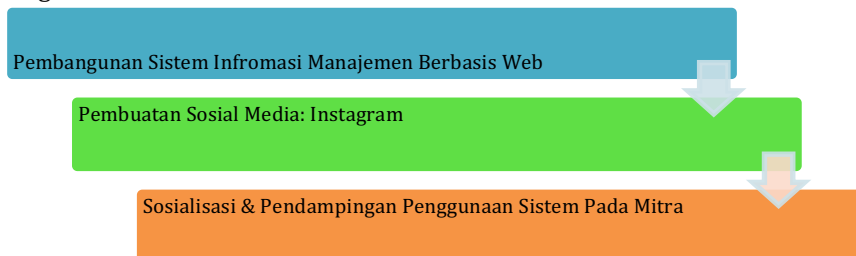 Pembangunan Sistem Infromasi Manajemen Berbasis Web
Pembuatan Sosial Media: Instagram
Sosialisasi & Pendampingan Penggunaan Sistem Pada Mitra